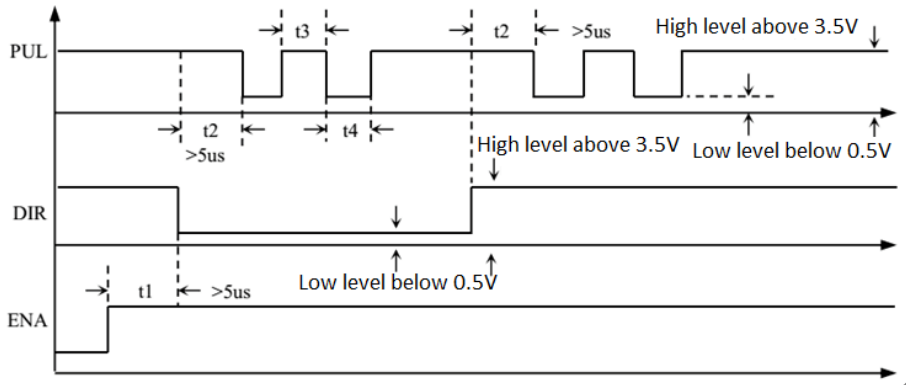 t3
t2
>5us
High level above 3.5V
PUL
t2
>5us
t4
High level above 3.5V
Low level below 0.5V
DIR
Low level below 0.5V
t1
>5us
ENA